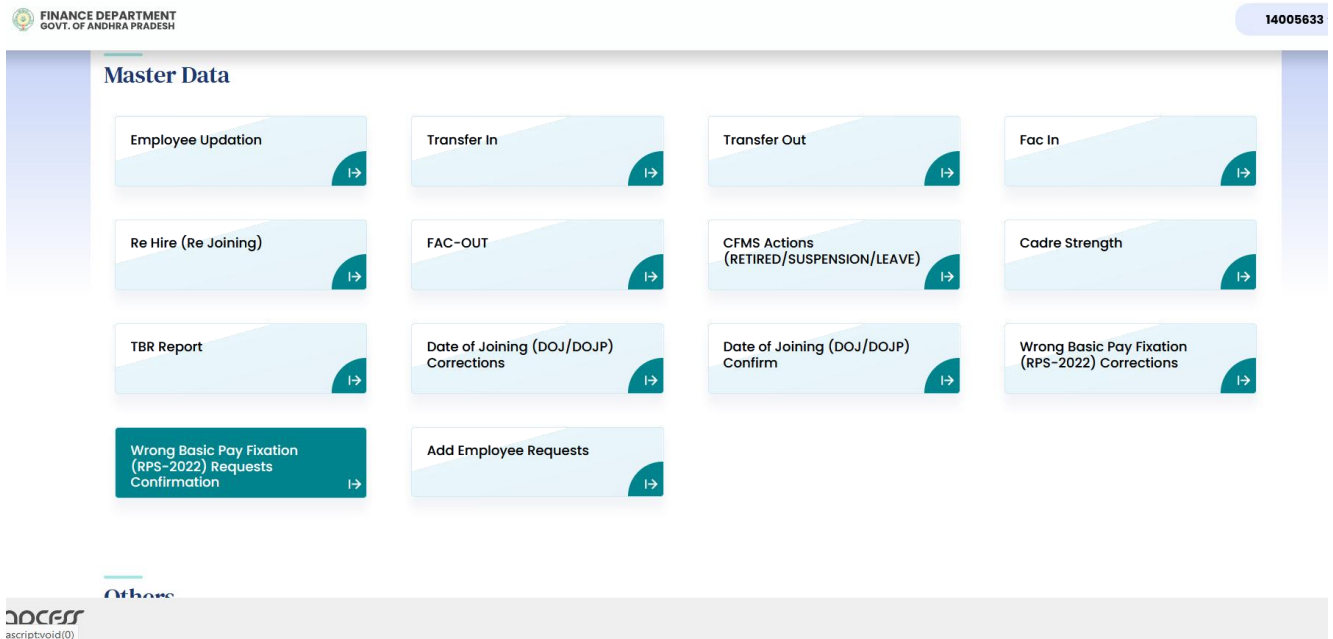 FINANCE DEPARTMENT
GOVT. OF ANDHRA PRADESH
14005633
Master Data
Employee Updation
Transfer In
Transfer Out
Fac In
Re Hire (Re Joining)
FAC-OUT
CFMS Actions
(RETIRED/SUSPENSION/LEAVE)
Cadre Strength
TBR Report
Date of Joining (DOJ/DOJP)
Corrections
Date of Joining (DOJ/DOJP)
Confirm
Wrong Basic Pay Fixation
(RPS-2022) Corrections
Wrong Basic Pay Fixation
(RPS-2022) Requests
Confirmation
Add Employee Requests
Others
ascript:void(0)